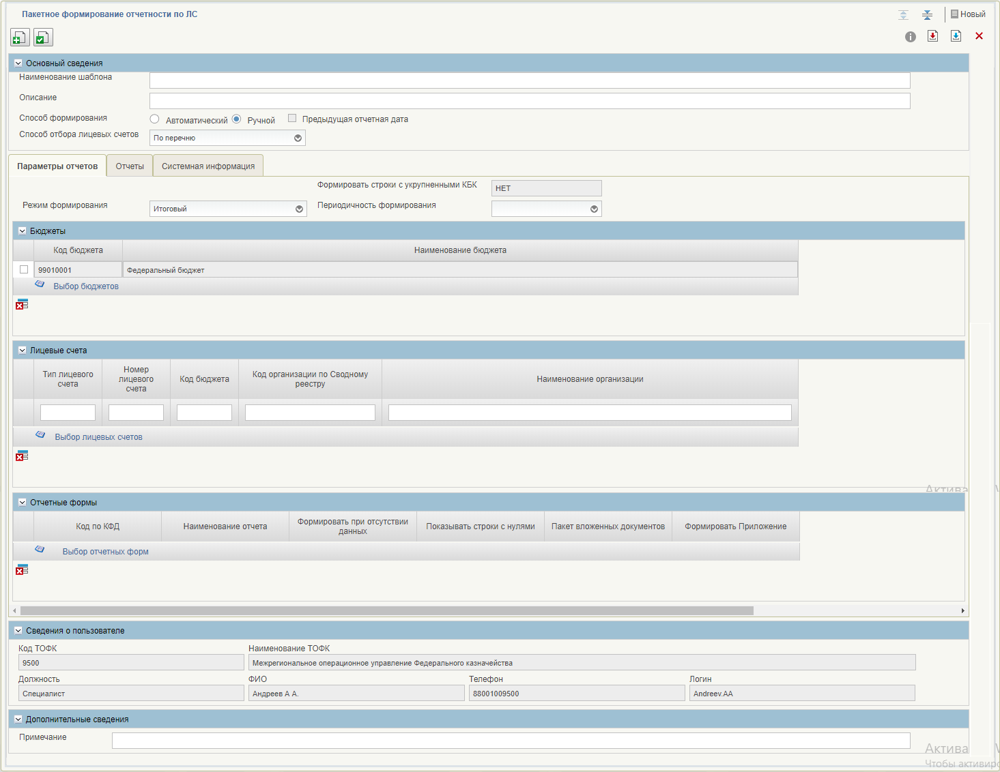 Пакетное формирование отчетности по ЛС
Новый
Основный сведения
Наименование шаблона
Описание
Способ формирования
Автоматический
Ручной
Предыдущая отчетная дата
Способ отбора лицевых счетов
По перечню
Параметры отчетов
Отчеты
Системная информация
Формировать строки с укрупненными КБК
НЕТ
Режим формирования
Итоговый
Периодичность формирования
Бюджеты
Код бюджета
Наименование бюджета
99010001
Федеральный бюджет
Выбор бюджетов
Лицевые счета
Тип лицевого
счета
Номер
лицевого
счета
Код бюджета
Код организации по Сводному
реестру
Наименование организации
Выбор лицевых счетов
Отчетные формы
Код по КФД
Наименование отчета
Формировать при отсутствии
данных
Показывать строки с нулями
Пакет вложенных документов
Формировать Приложение
Выбор отчетных форм
Сведения о пользователе
Код ТОФК
Наименование ТОФК
9500
Межрегиональное операционное управление Федерального казначейства
Должность
ФИО
Телефон
Логин
Специалист
Андреев А А.
88001009500
Andreev.AA
Дополнительные сведения
Примечание